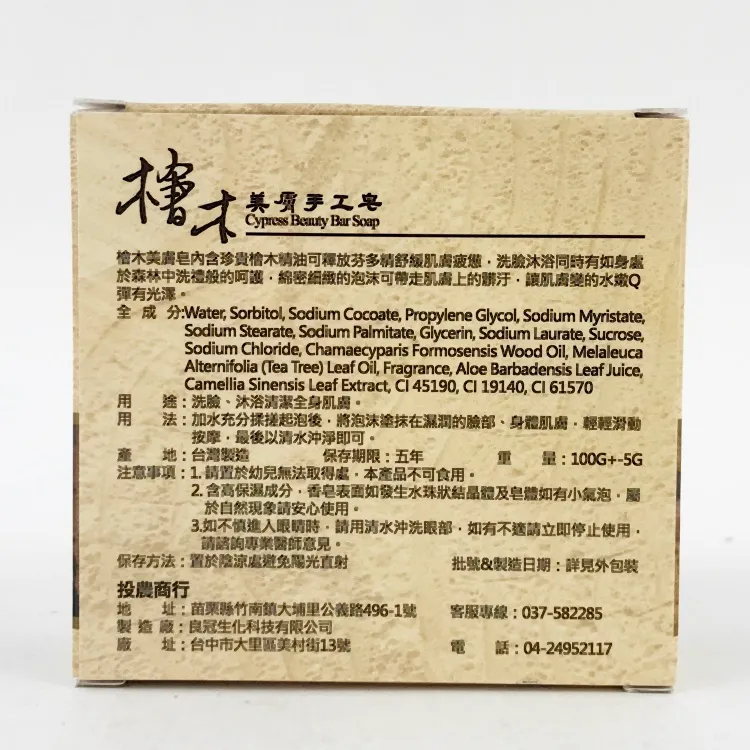 檜木美膚手工皂
Cypress Beauty Bar Soap
檜木美膚皂內含珍貴檜木精油可釋放芬多精舒緩肌膚疲憊，洗臉沐浴同時有如身處
於森林中洗禮般的呵護，綿密細緻的泡沫可帶走肌膚上的髒汙，讓肌膚變的水嫩Q
彈有光澤。
全成分:Water, Sorbitol, Sodium Cocoate, Propylene Glycol, Sodium Myristate,
Sodium Stearate, Sodium Palmitate, Glycerin, Sodium Laurate, Sucrose,
Sodium Chloride, Chamaecyparis Formosensis Wood Oil, Melaleuca
Alternifolia (Tea Tree) Leaf Oil, Fragrance, Aloe Barbadensis Leaf Juice,
Camellia Sinensis Leaf Extract, CI 45190, CI 19140, CI 61570
用途：洗臉、沐浴清潔全身肌膚。
用法：加水充分搓揉起泡後，將泡沫塗抹在濕潤的臉部、身體肌膚，輕輕滑動
按摩，最後以清水沖淨即可。
產地：台灣製造 保存期限：五年 重量：100G+-5G
注意事項：1. 請置於幼兒無法取得處，本產品不可食用。
2. 含高保濕成分，香皂表面如發生水珠狀結晶體及皂體如有小氣泡，屬
於自然現象請安心使用。
3.如不慎進入眼睛時，請用清水沖洗眼部，如有不適請立即停止使用，
請諮詢專業醫師意見。
保存方法：置於陰涼處避免陽光直射 批號&製造日期：詳見外包裝
投農商行
地址：苗栗縣竹南鎮大埔里公義路496-1號 客服專線：037-582285
製造廠：良冠生化科技有限公司
廠址：台中市大里區美村街13號 電話：04-24952117